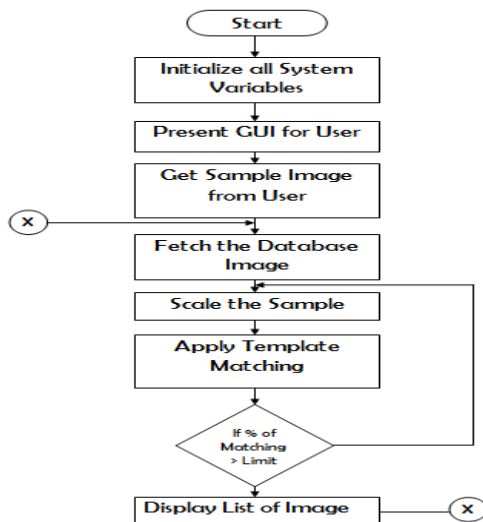 Start
Initialize all System
Variables
Present GUI for User
Get Sample Image
from User
X
Fetch the Database
Image
Scale the Sample
Apply Template
Matching
If % of
Matching
> Limit
Display List of Image
X